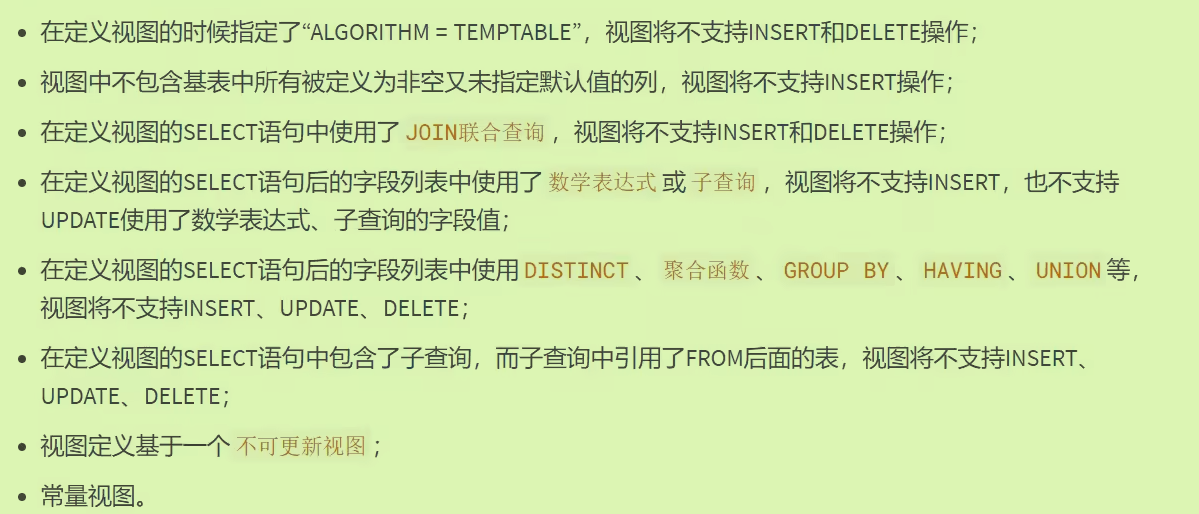 • 在定义视图的时候指定了“ALGORITHM = TEMPTABLE”，视图将不支持INSERT和DELETE操作；
• 视图中不包含基表中所有被定义为非空又未指定默认值的列，视图将不支持INSERT操作；
• 在定义视图的SELECT语句中使用了 JOIN联合查询 ，视图将不支持INSERT和DELETE操作；
• 在定义视图的SELECT语句后的字段列表中使用了 数学表达式 或 子查询 ，视图将不支持INSERT，也不支持
UPDATE使用了数学表达式、子查询的字段值；
• 在定义视图的SELECT语句后的字段列表中使用 DISTINCT 、 聚合函数 、 GROUP BY 、 HAVING 、 UNION 等，
视图将不支持INSERT、UPDATE、DELETE；
• 在定义视图的SELECT语句中包含了子查询，而子查询中引用了FROM后面的表，视图将不支持INSERT、
UPDATE、DELETE；
• 视图定义基于一个 不可更新视图 ；
• 常量视图。